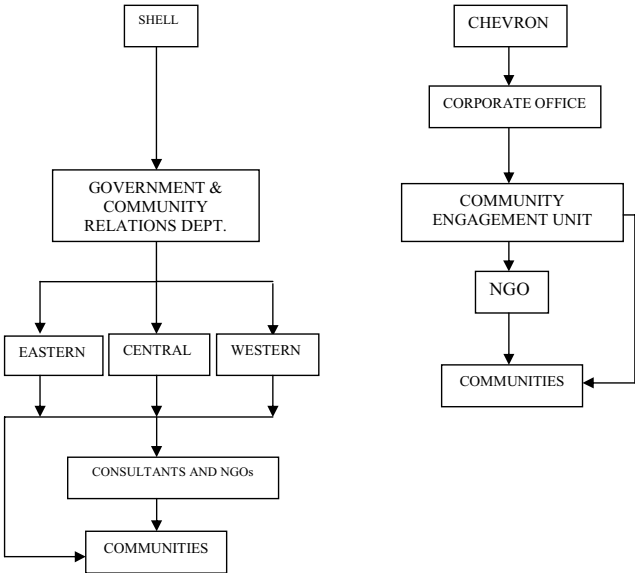 SHELL
GOVERNMENT &
COMMUNITY
RELATIONS DEPT.
EASTERN
CENTRAL
WESTERN
CONSULTANTS AND NGOs
COMMUNITIES
CHEVRON
CORPORATE OFFICE
COMMUNITY
ENGAGEMENT UNIT
NGO
COMMUNITIES